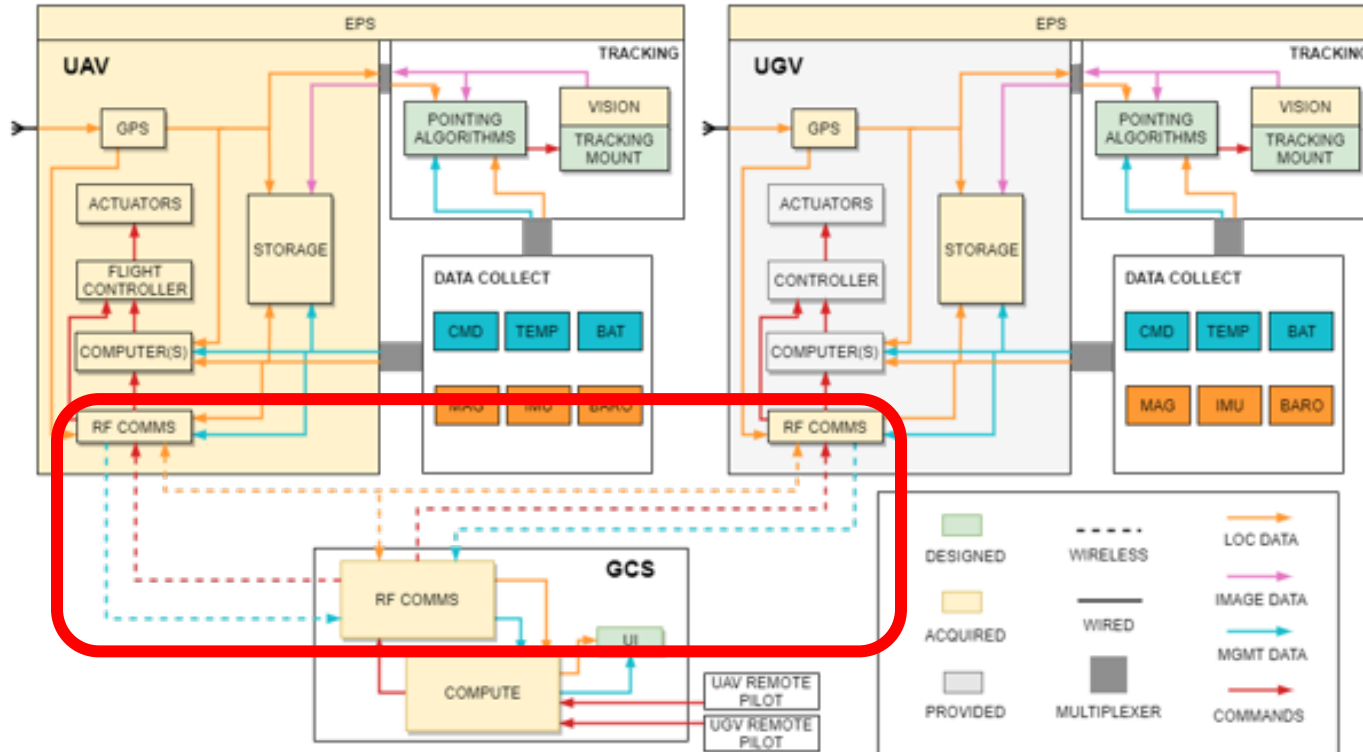 EPS
UAV
TRACKING
GPS
POINTING
ALGORITHMS
VISION
TRACKING
MOUNT
ACTUATORS
STORAGE
FLIGHT
CONTROLLER
COMPUTER(S)
RF COMMS
DATA COLLECT
CMD
TEMP
BAT
MAG
IMU
BARO
EPS
UGV
TRACKING
GPS
POINTING
ALGORITHMS
VISION
TRACKING
MOUNT
ACTUATORS
STORAGE
CONTROLLER
COMPUTER(S)
RF COMMS
DATA COLLECT
CMD
TEMP
BAT
MAG
IMU
BARO
GCS
RF COMMS
UI
COMPUTE
UAV REMOTE
PILOT
UGV REMOTE
PILOT
DESIGNED
ACQUIRED
PROVIDED
WIRELESS
WIRED
MULTIPLEXER
LOC DATA
IMAGE DATA
MGMT DATA
COMMANDS